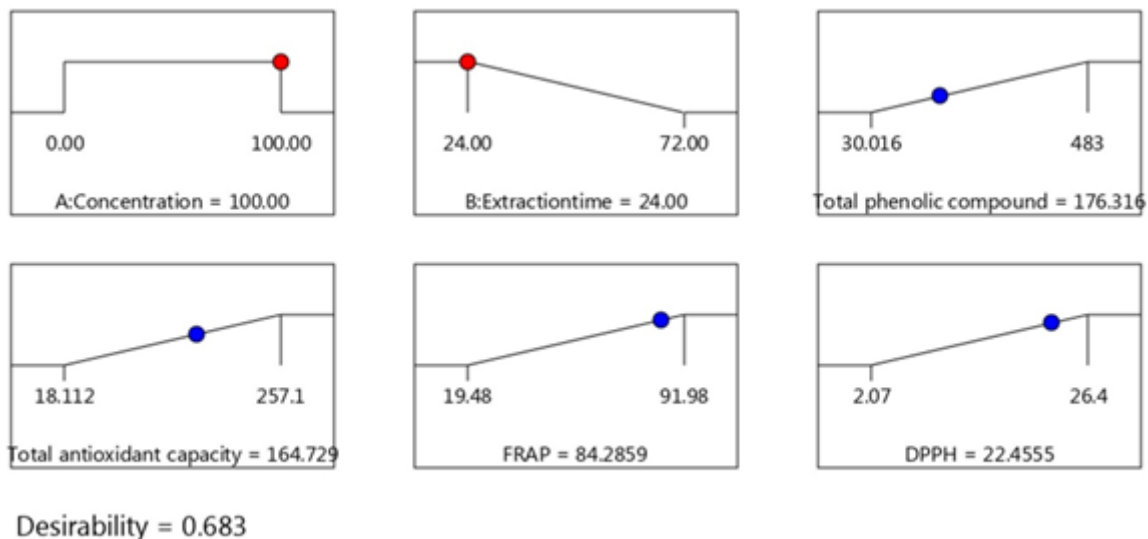 0.00 100.00
A:Concentration = 100.00
24.00 72.00
B:Extractiontime = 24.00
30.016 483
Total phenolic compound = 176.316
18.112 257.1
Total antioxidant capacity = 164.729
19.48 91.98
FRAP = 84.2859
2.07 26.4
DPPH = 22.4555
Desirability = 0.683